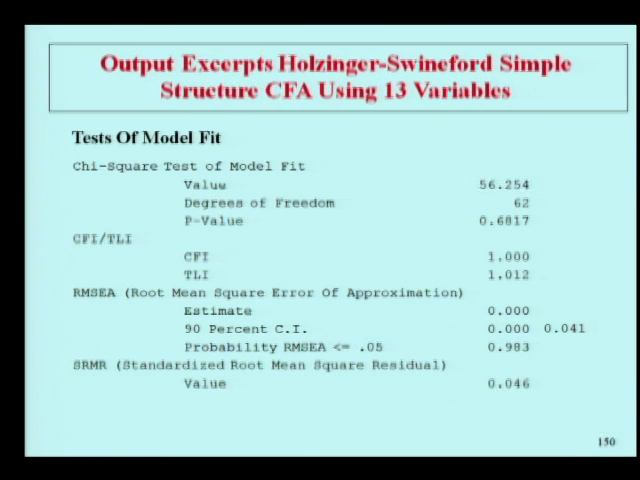 Output Excerpts Holzinger-Swineford Simple
Structure CFA Using 13 Variables
Tests Of Model Fit
Chi-Square Test of Model Fit
Value 56.254
Degrees of Freedom 62
P-Value 0.6817
CFI/TLI
CFI 1.000
TLI 1.012
RMSEA (Root Mean Square Error Of Approximation)
Estimate 0.000
90 Percent C.I. 0.000 0.041
Probability RMSEA <= .05 0.983
SRMR (Standardized Root Mean Square Residual)
Value 0.046
150